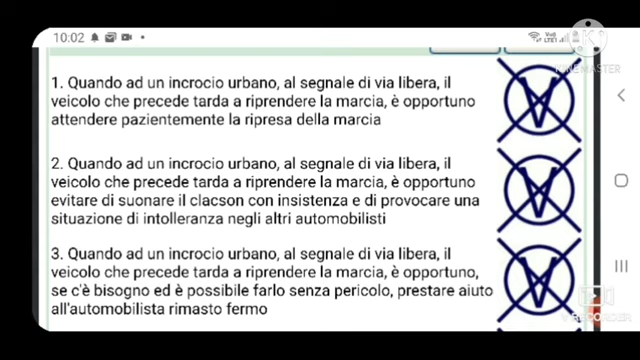 10:02
VoD
LTE1
KINEMASTER
1. Quando ad un incrocio urbano, al segnale di via libera, il
veicolo che precede tarda a riprendere la marcia, è opportuno
attendere pazientemente la ripresa della marcia
V
2. Quando ad un incrocio urbano, al segnale di via libera, il
veicolo che precede tarda a riprendere la marcia, è opportuno
evitare di suonare il clacson con insistenza e di provocare una
situazione di intolleranza negli altri automobilisti
V
3. Quando ad un incrocio urbano, al segnale di via libera, il
veicolo che precede tarda a riprendere la marcia, è opportuno,
se c'è bisogno ed è possibile farlo senza pericolo, prestare aiuto
all'automobilista rimasto fermo
V